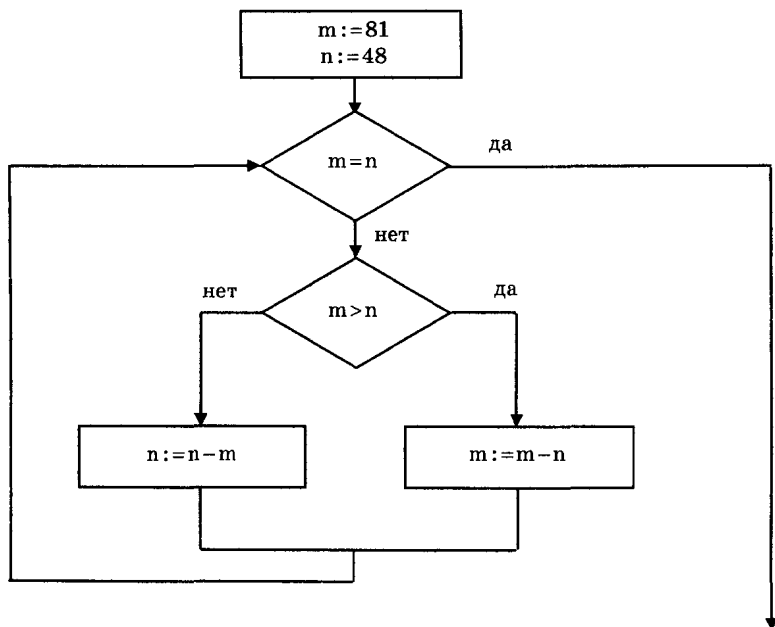 m:=81
n:=48
m=n
да
нет
m>n
нет
да
n:=n-m
m:=m-n